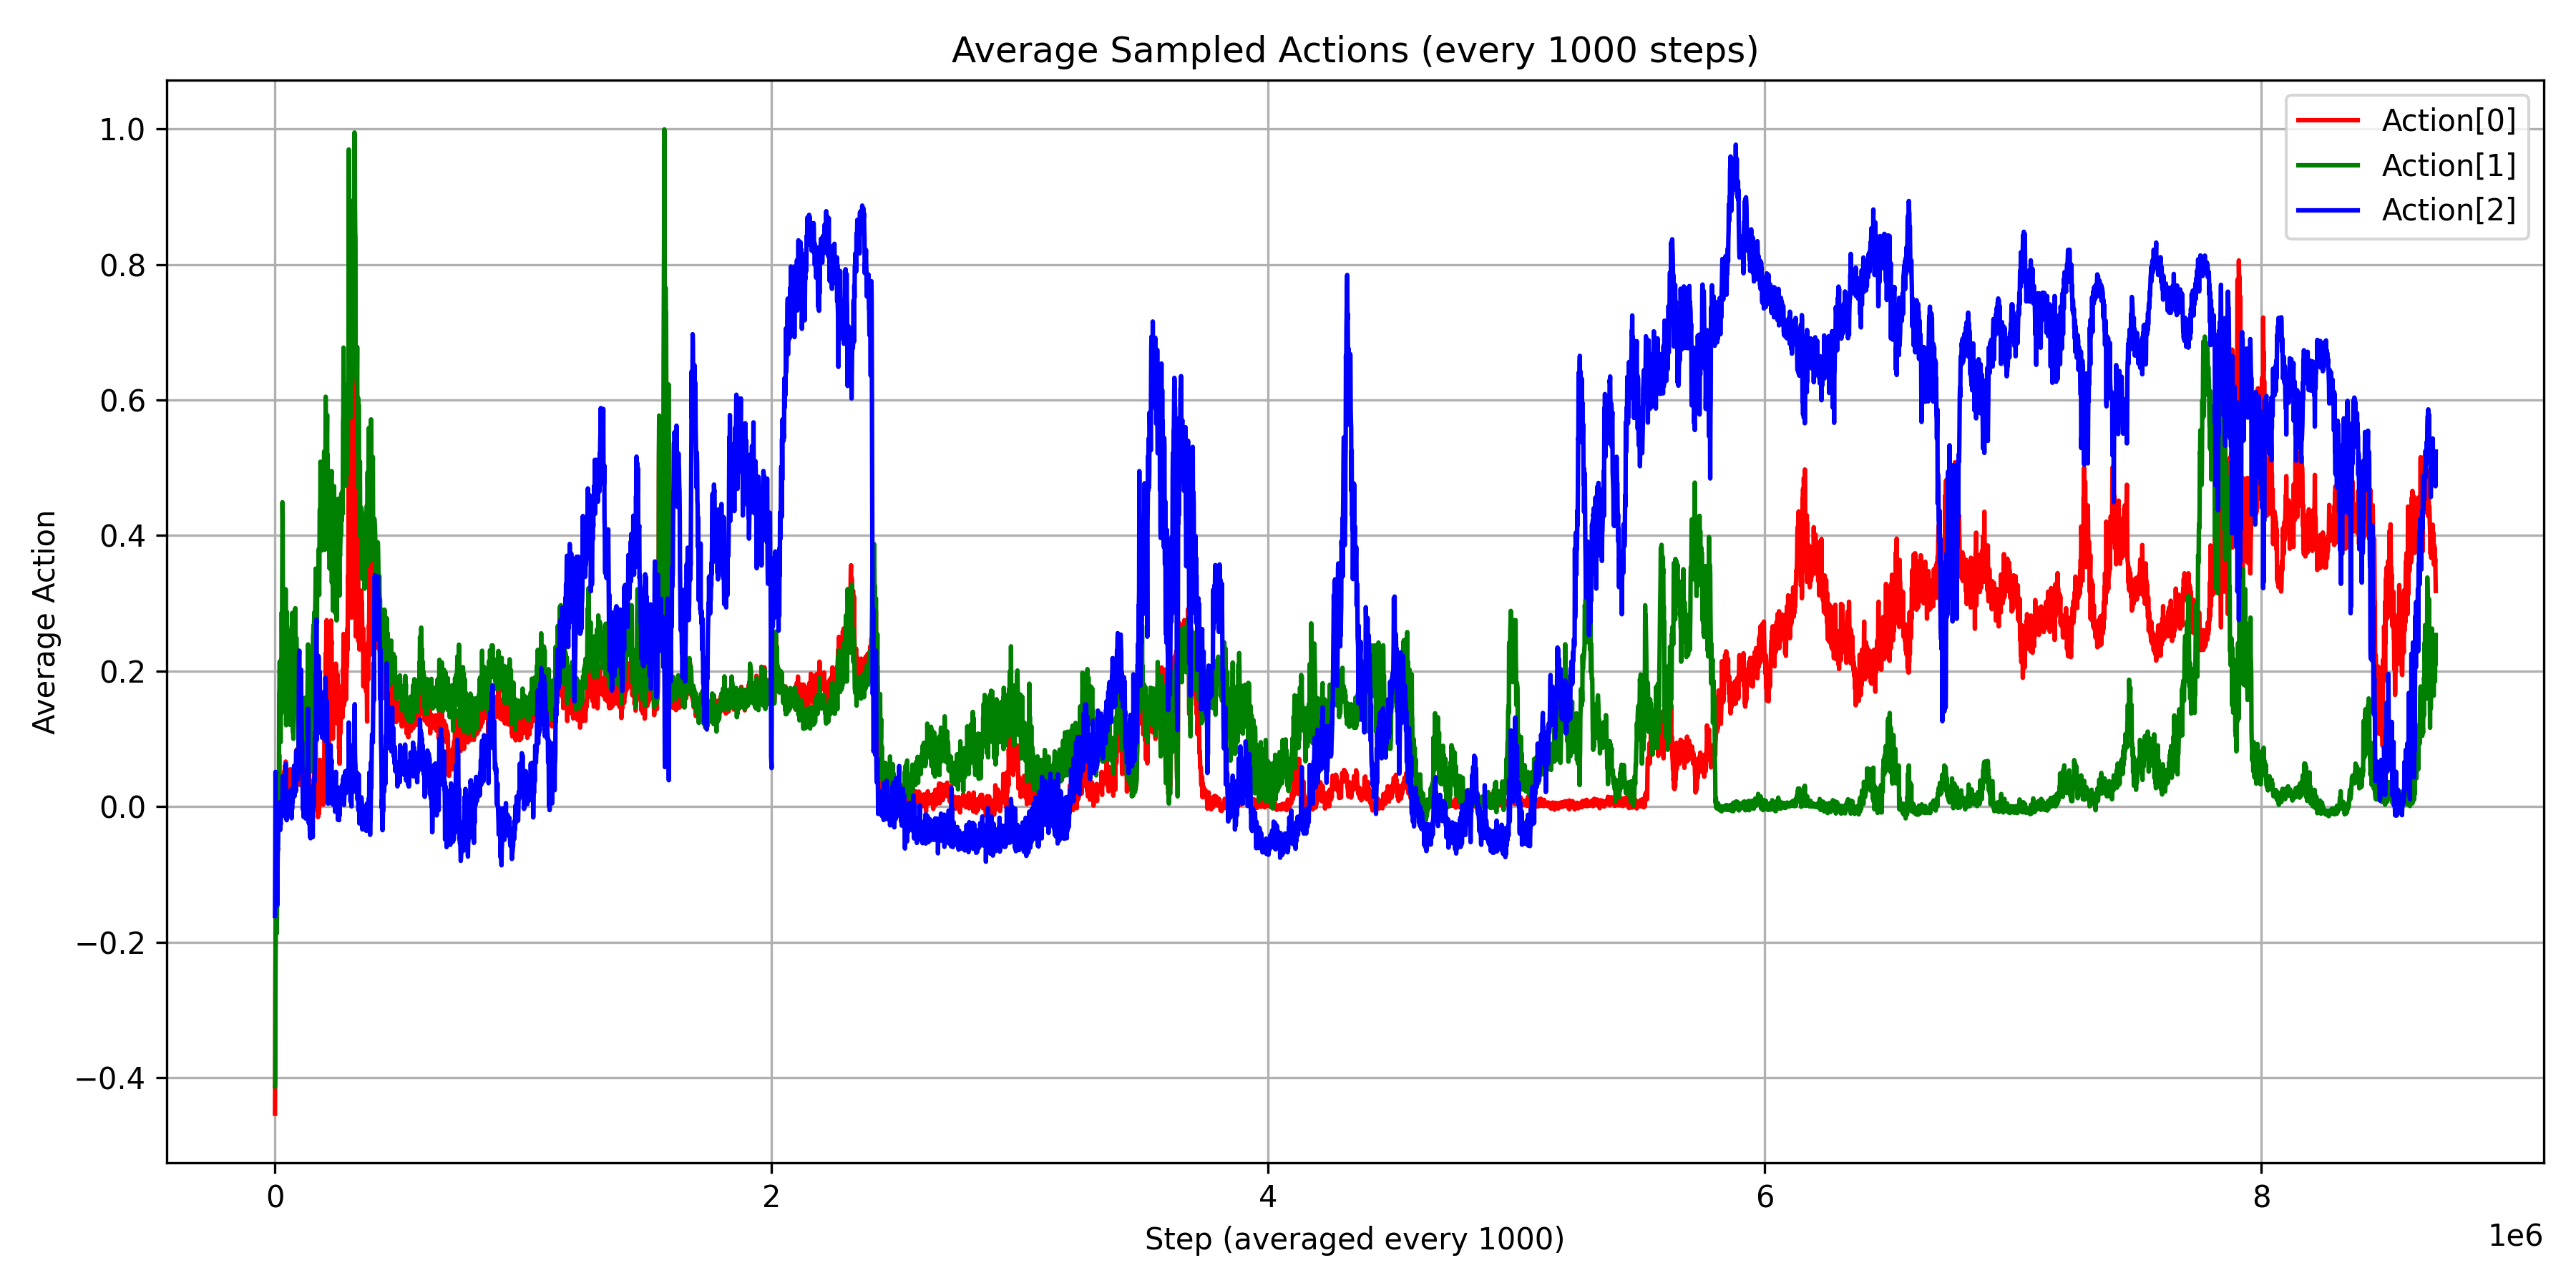 Average Sampled Actions (every 1000 steps)
Action[0]
Action[1]
Action[2]
Average Action
1.0
0.8
0.6
0.4
0.2
0.0
−0.2
−0.4
0 2 4 6 8
1e6
Step (averaged every 1000)